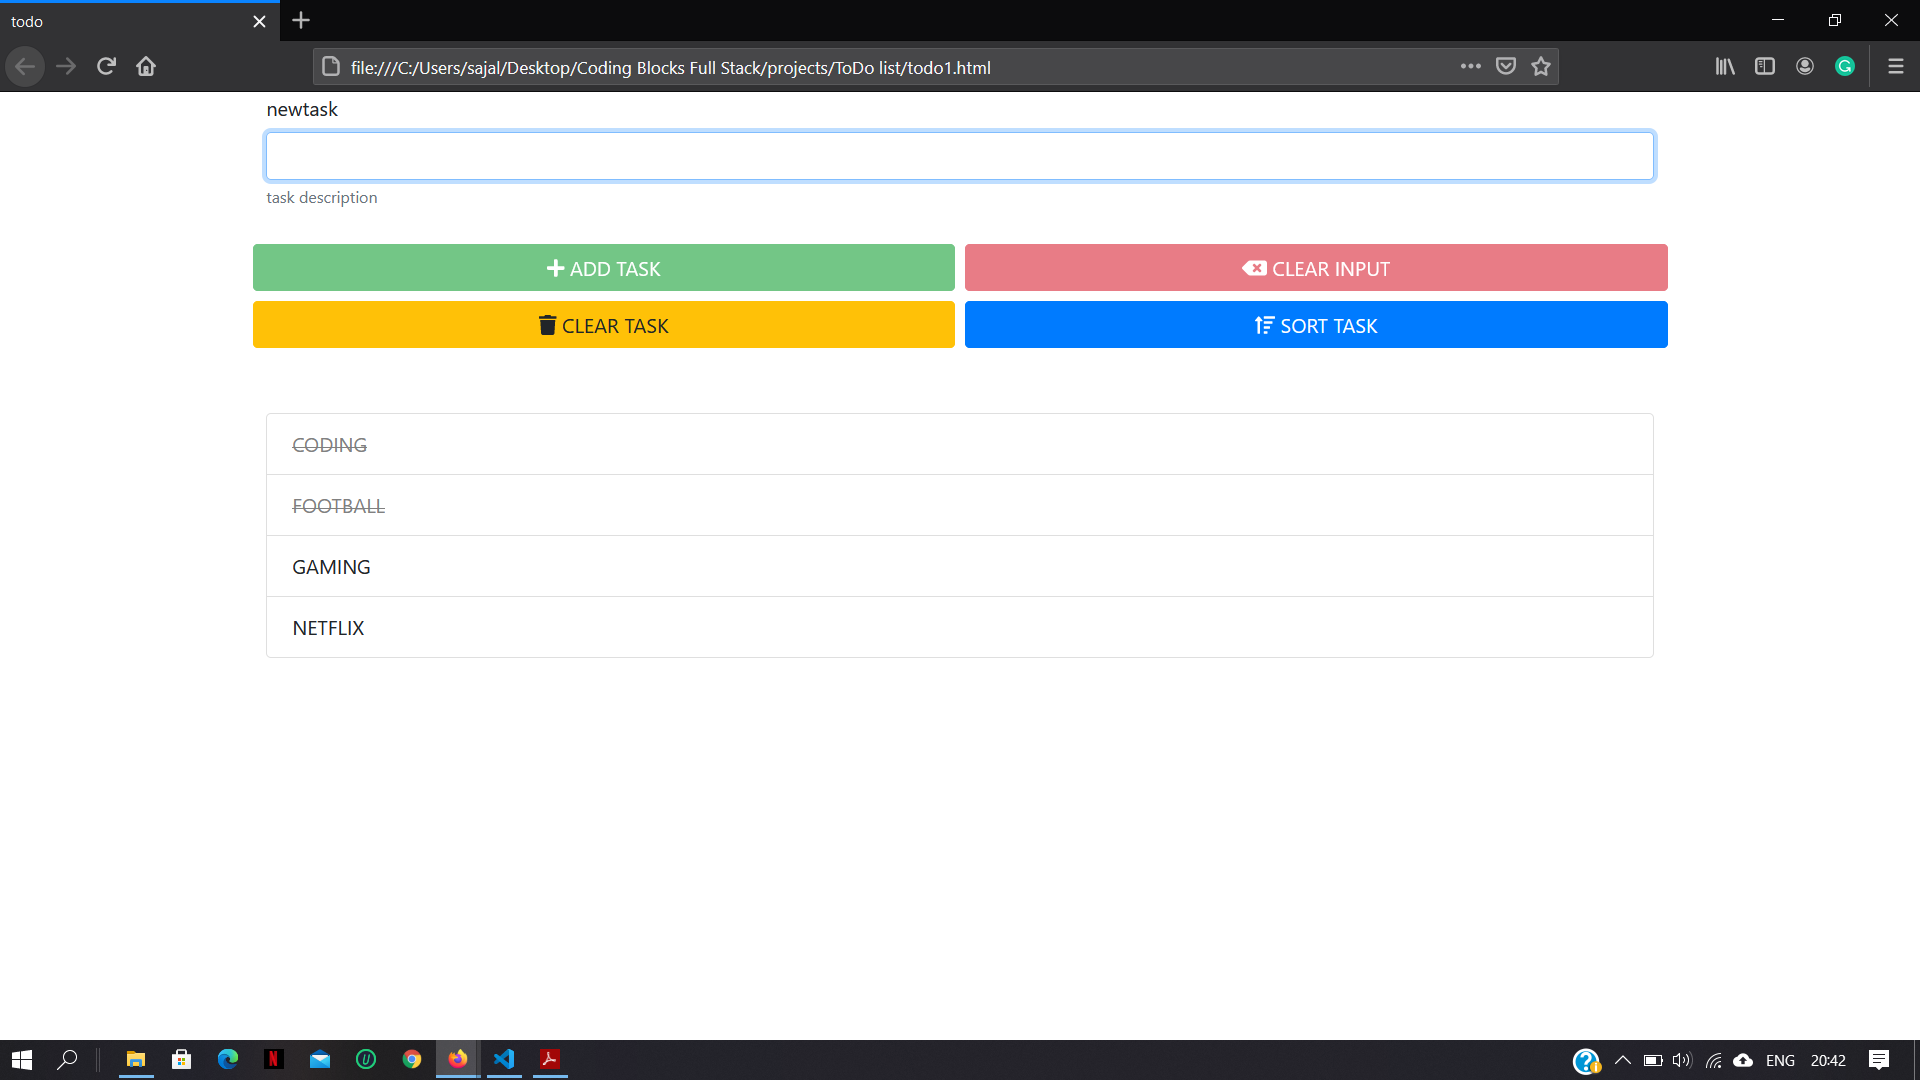 todo
file:///C:/Users/sajal/Desktop/Coding Blocks Full Stack/projects/ToDo list/todo1.html
newtask
task description
ADD TASK
CLEAR INPUT
CLEAR TASK
SORT TASK
CODING
FOOTBALL
GAMING
NETFLIX
ENG
20:42